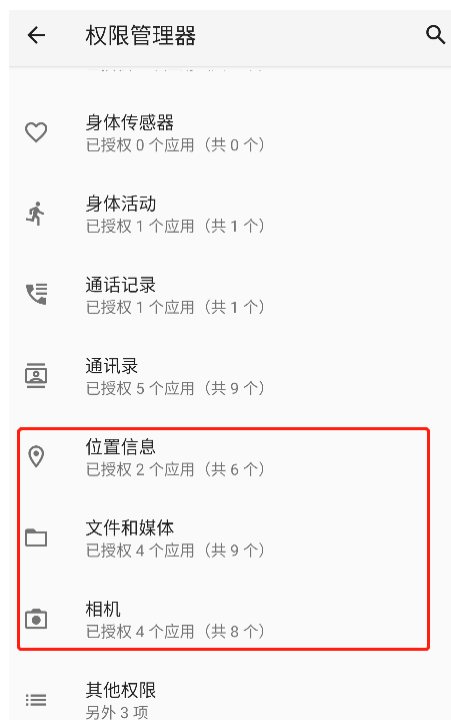 权限管理器
身体传感器
已授权 0 个应用（共 0 个）
身体活动
已授权 1 个应用（共 1 个）
通话记录
已授权 1 个应用（共 1 个）
通讯录
已授权 5 个应用（共 9 个）
位置信息
已授权 2 个应用（共 6 个）
文件和媒体
已授权 4 个应用（共 9 个）
相机
已授权 4 个应用（共 8 个）
其他权限
另外 3 项